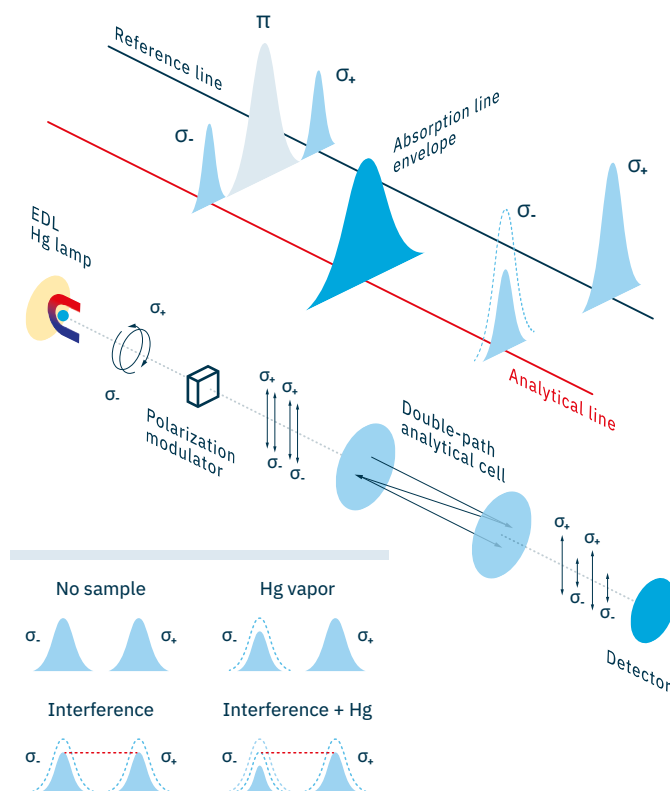 π
Reference line
σ₊
σ₋
Absorption line
envelope
σ₊
σ₋
EDL
Hg lamp
σ₊
σ₋
Analytical line
Polarization
modulator
σ₊
σ₊
σ₋
σ₋
Double-path
analytical cell
σ₊
σ₊
σ₋
σ₋
Detector
No sample
Hg vapor
σ₋
σ₊
σ₋
σ₊
Interference
Interference + Hg
σ₋
σ₊
σ₋
σ₊